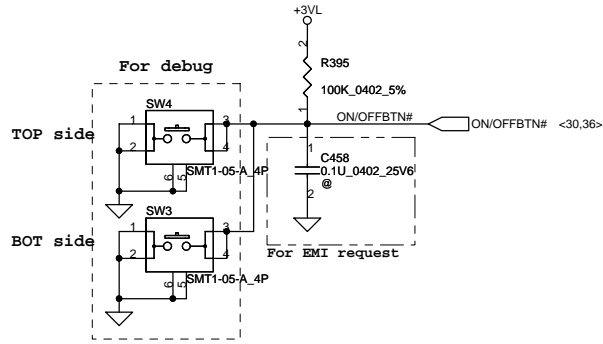 +3VL
2
R395
100K_0402_5%
1
For debug
ON/OFFBTN#
ON/OFFBTN# <30,36>
SW4
1
3
2
4
TOP side
6
5
SMT1-05-A_4P
1
C458
0.1U_0402_25V6
@
2
SW3
1
3
2
4
BOT side
6
5
SMT1-05-A_4P
For EMI request